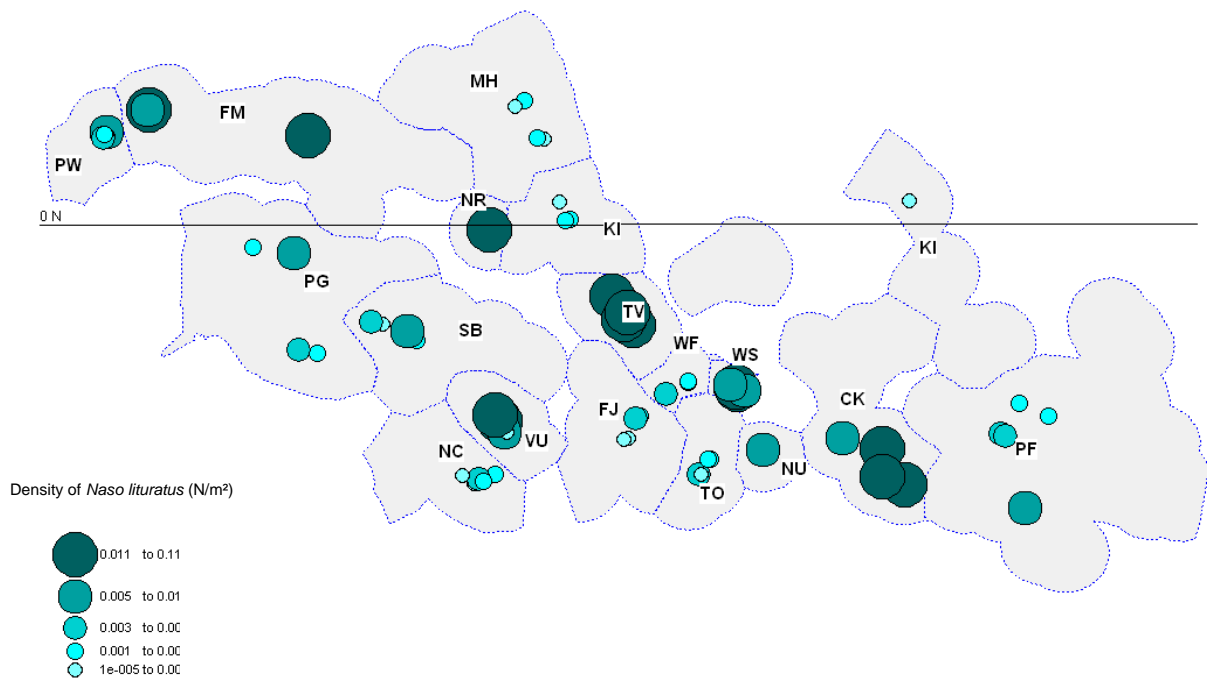 MH
FM
PW
NR
0 N
KI
KI
PG
TV
SB
WF
WS
CK
FJ
VU
NC
NU
PF
TO
Density of Naso lituratus (N/m²)
0.011 to 0.11
0.005 to 0.01
0.003 to 0.00
0.001 to 0.00
1e-005 to 0.00